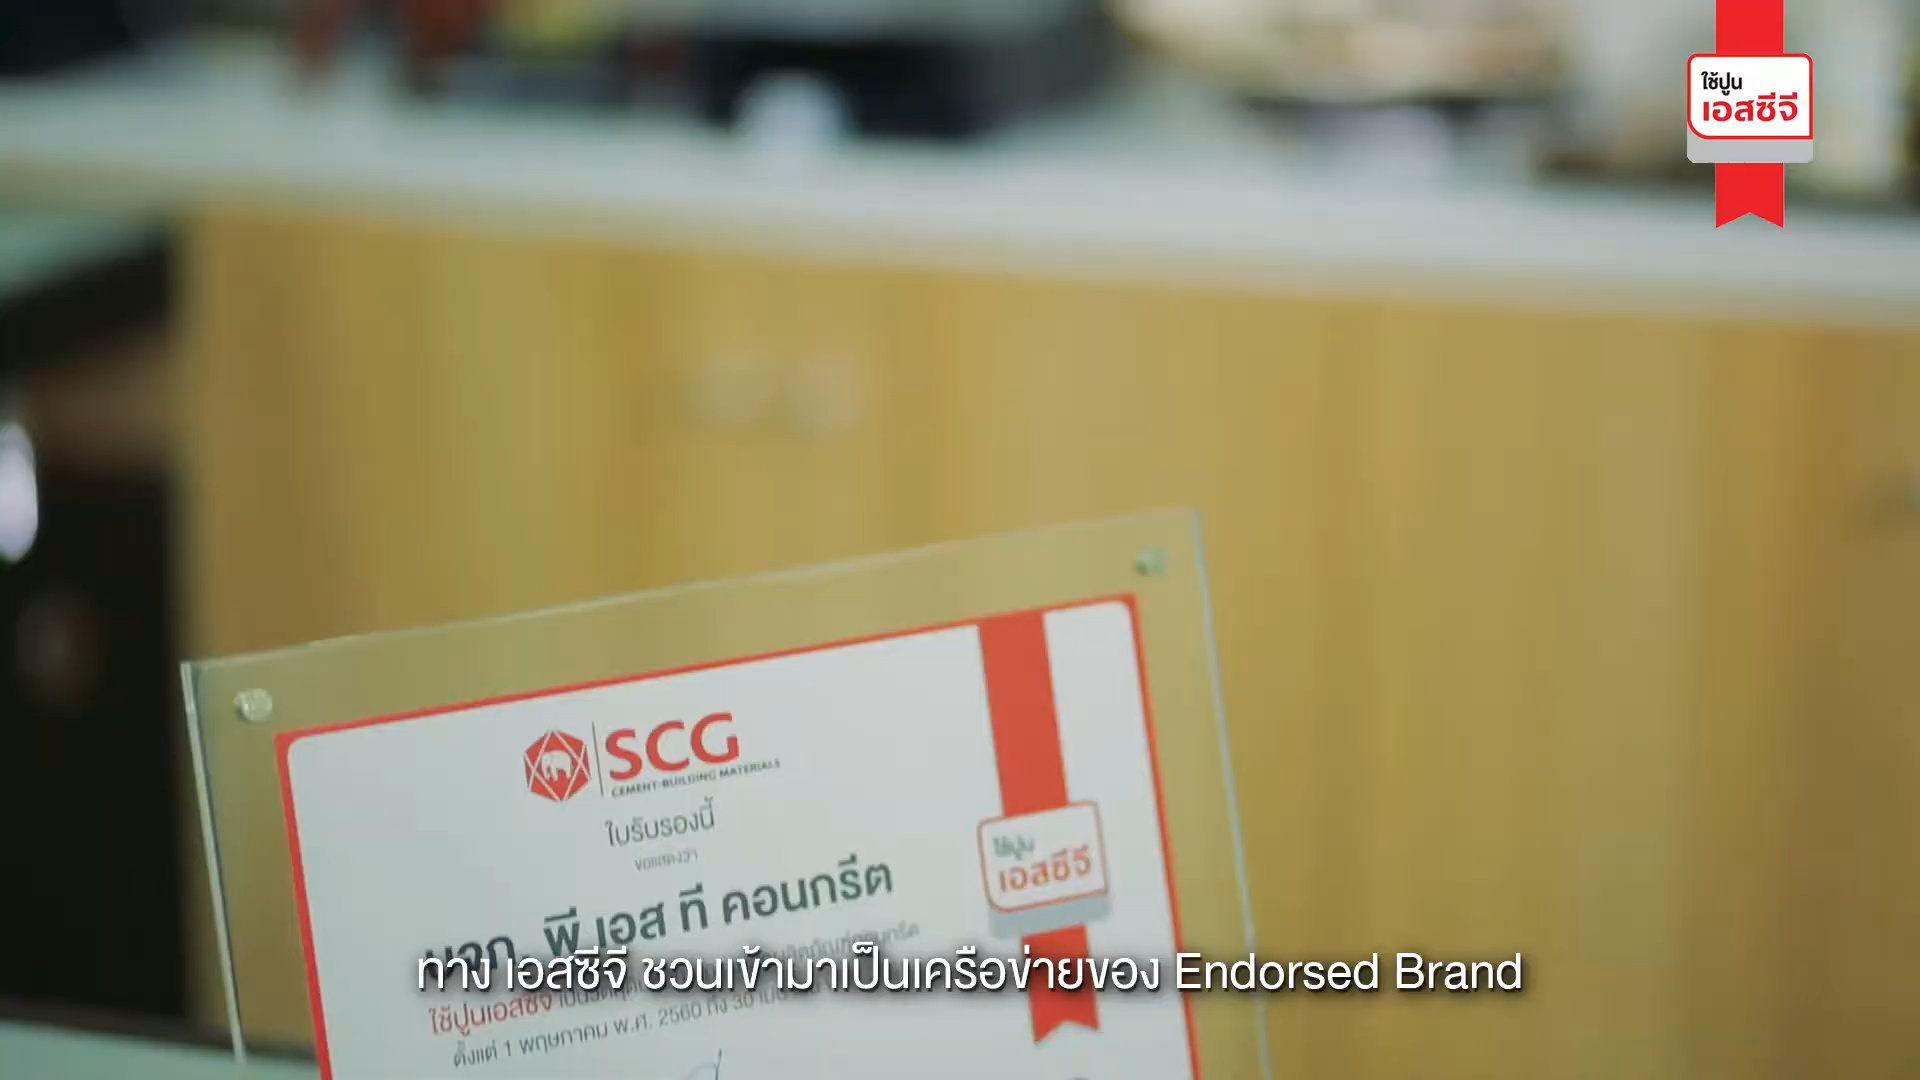 ใช้ปูน
เอสซีจี
SCG
CEMENT-BUILDING MATERIALS
ใบรับรองนี้
ขอแสดงว่า
บจก. พี เอส ที คอนกรีต
ใช้ปูน
เอสซีจี
ใช้ปูนเอสซีจี
ตั้งแต่ 1 พฤษภาคม พ.ศ. 2560 ถึง 30
ทาง เอสซีจี ชวนเข้ามาเป็นเครือข่ายของ Endorsed Brand